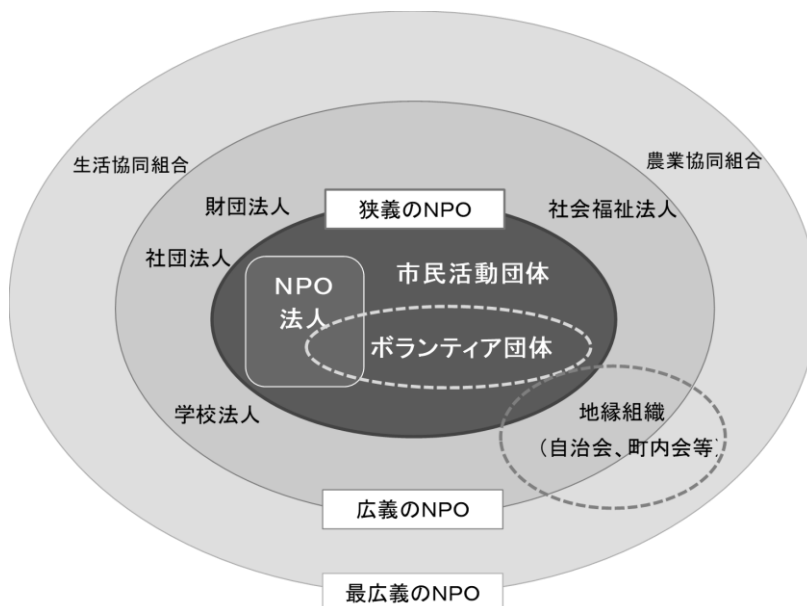 生活協同組合
農業協同組合
財団法人
狭義のNPO
社会福祉法人
社団法人
NPO
法人
市民活動団体
ボランティア団体
学校法人
地縁組織
（自治会、町内会等）
広義のNPO
最広義のNPO